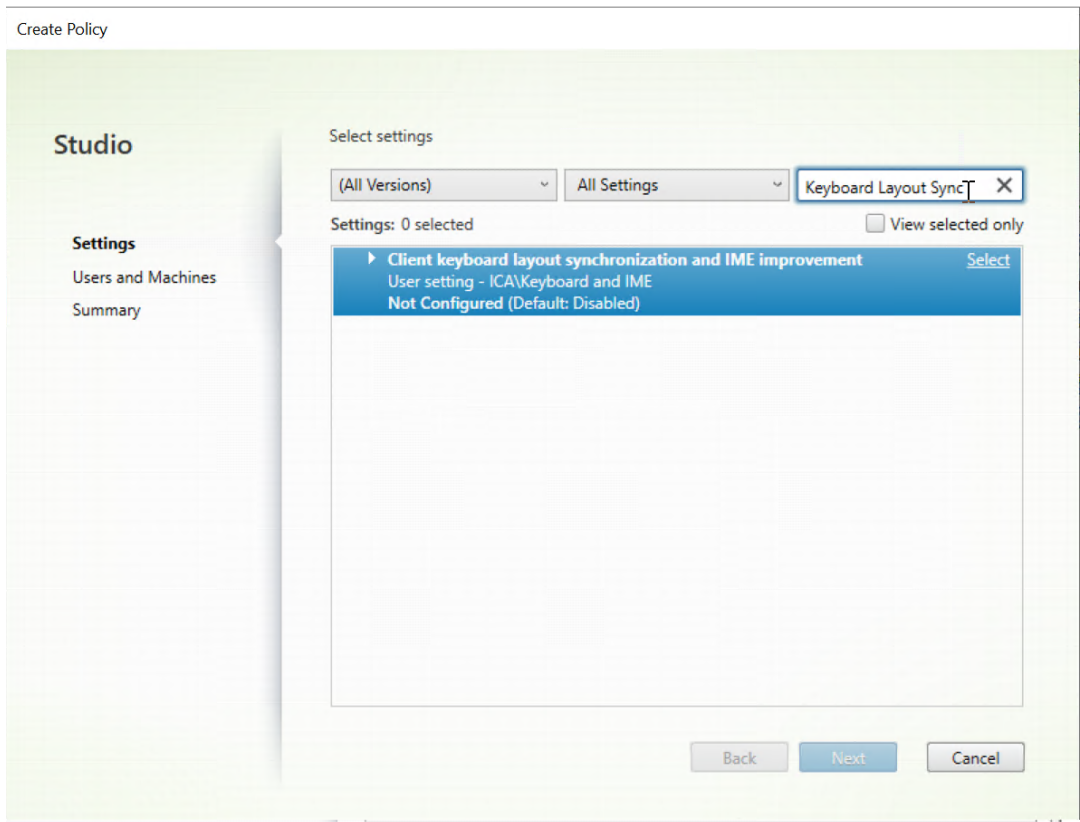 Create Policy
Studio
Settings
Users and Machines
Summary
Select settings
(All Versions)
All Settings
Keyboard Layout Sync
Settings: 0 selected
View selected only
Client keyboard layout synchronization and IME improvement
Select
User setting - ICA\Keyboard and IME
Not Configured (Default: Disabled)
Back
Next
Cancel